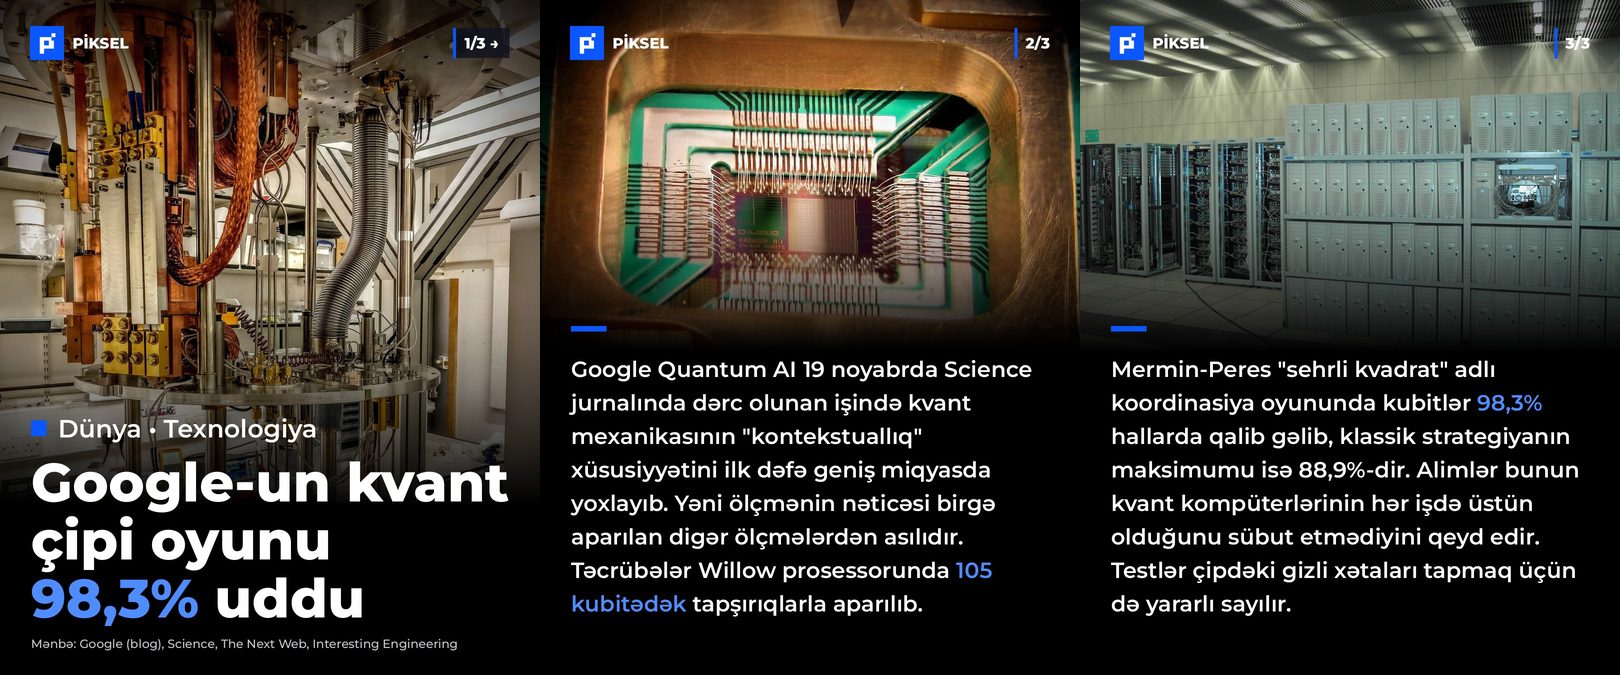 PİKSEL
1/3 →
Dünya • Texnologiya
Google-un kvant
çipi oyunu
98,3% uddu
Mənbə: Google (blog), Science, The Next Web, Interesting Engineering
PİKSEL
2/3
Google Quantum AI 19 noyabrda Science
jurnalında dərc olunan işində kvant
mexanikasının "kontekstuallıq"
xüsusiyyətini ilk dəfə geniş miqyasda
yoxlayıb. Yəni ölçmənin nəticəsi birgə
aparılan digər ölçmələrdən asılıdır.
Təcrübələr Willow prosessorunda 105
kubitədək tapşırıqlarla aparılıb.
PİKSEL
3/3
Mermin-Peres "sehrli kvadrat" adlı
koordinasiya oyununda kubitlər 98,3%
hallarda qalib gəlib, klassik strategiyanın
maksimumu isə 88,9%-dir. Alimlər bunun
kvant kompüterlərinin hər işdə üstün
olduğunu sübut etmədiyini qeyd edir.
Testlər çipdəki gizli xətaları tapmaq üçün
də yararlı sayılır.